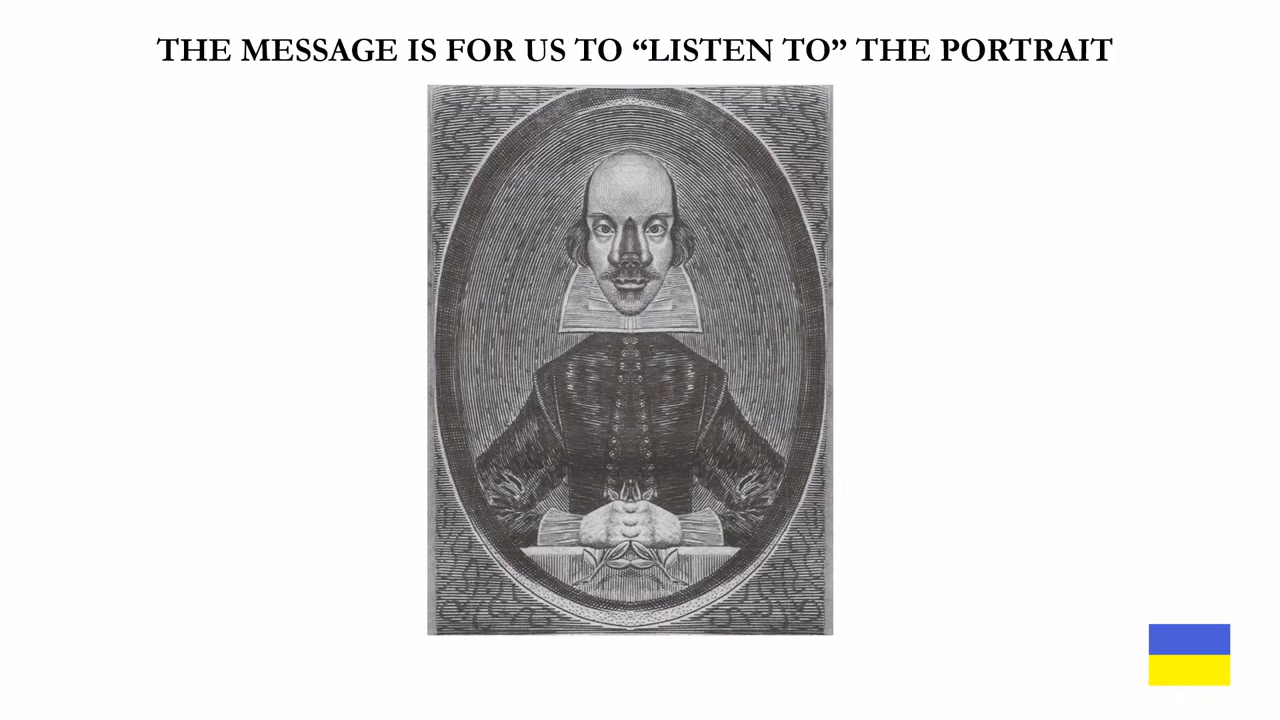 THE MESSAGE IS FOR US TO “LISTEN TO” THE PORTRAIT